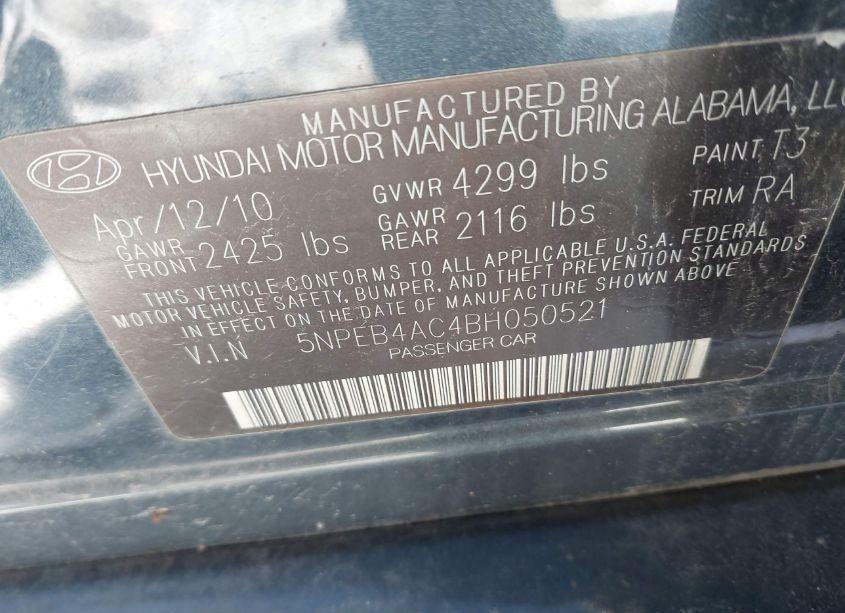 MANUFACTURED BY
HYUNDAI MOTOR MANUFACTURING ALABAMA, LLC
Apr/12/10 GVWR 4299 lbs PAINT T3
GAWR FRONT 2425 lbs GAWR REAR 2116 lbs TRIM RA
THIS VEHICLE CONFORMS TO ALL APPLICABLE U.S.A. FEDERAL
MOTOR VEHICLE SAFETY, BUMPER, AND THEFT PREVENTION STANDARDS
IN EFFECT ON THE DATE OF MANUFACTURE SHOWN ABOVE
V.I.N 5NPEB4AC4BH050521
PASSENGER CAR